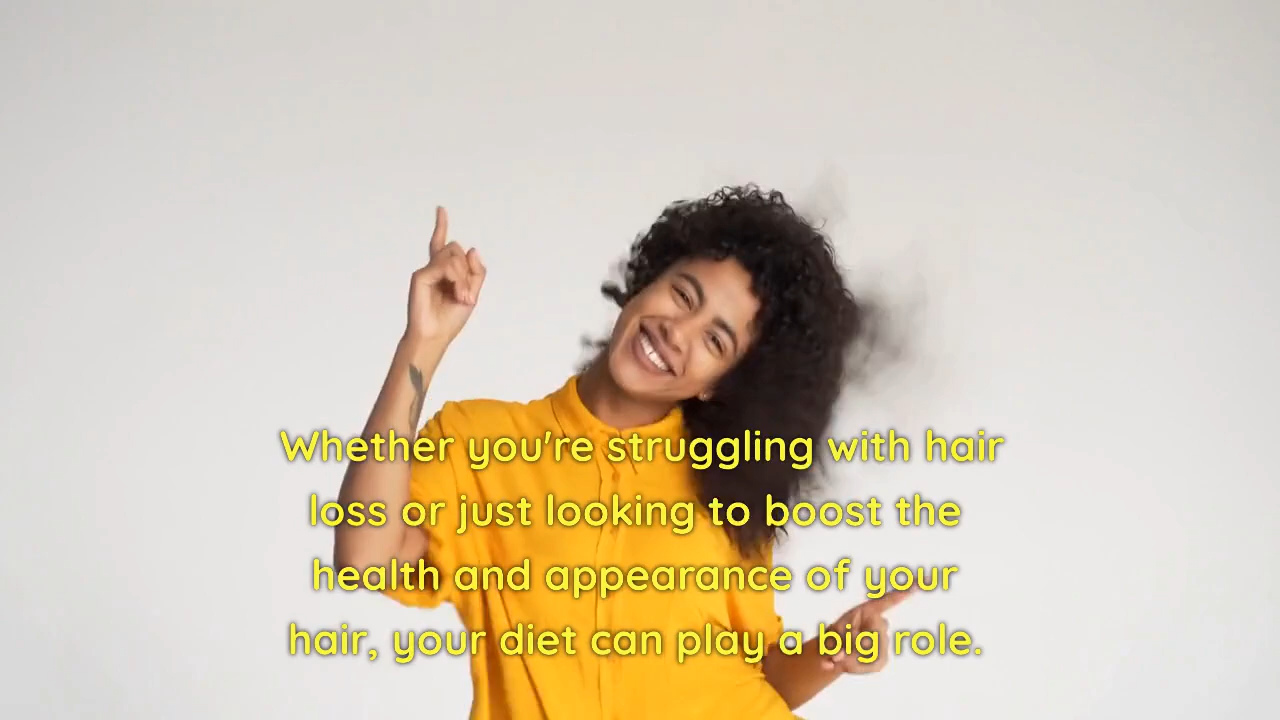 Whether you're struggling with hair
loss or just looking to boost the
health and appearance of your
hair, your diet can play a big role.